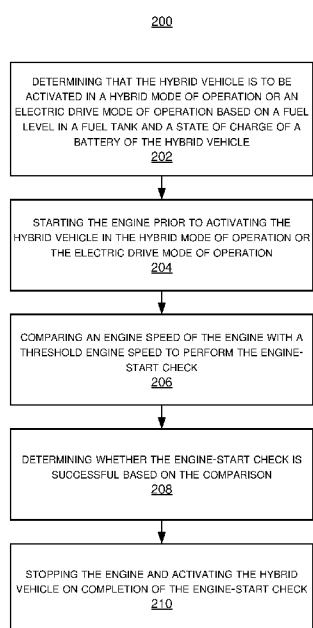 200
DETERMINING THAT THE HYBRID VEHICLE IS TO BE
ACTIVATED IN A HYBRID MODE OF OPERATION OR AN
ELECTRIC DRIVE MODE OF OPERATION BASED ON A FUEL
LEVEL IN A FUEL TANK AND A STATE OF CHARGE OF A
BATTERY OF THE HYBRID VEHICLE
202
STARTING THE ENGINE PRIOR TO ACTIVATING THE
HYBRID VEHICLE IN THE HYBRID MODE OF OPERATION OR
THE ELECTRIC DRIVE MODE OF OPERATION
204
COMPARING AN ENGINE SPEED OF THE ENGINE WITH A
THRESHOLD ENGINE SPEED TO PERFORM THE ENGINE-
START CHECK
206
DETERMINING WHETHER THE ENGINE-START CHECK IS
SUCCESSFUL BASED ON THE COMPARISON
208
STOPPING THE ENGINE AND ACTIVATING THE HYBRID
VEHICLE ON COMPLETION OF THE ENGINE-START CHECK
210